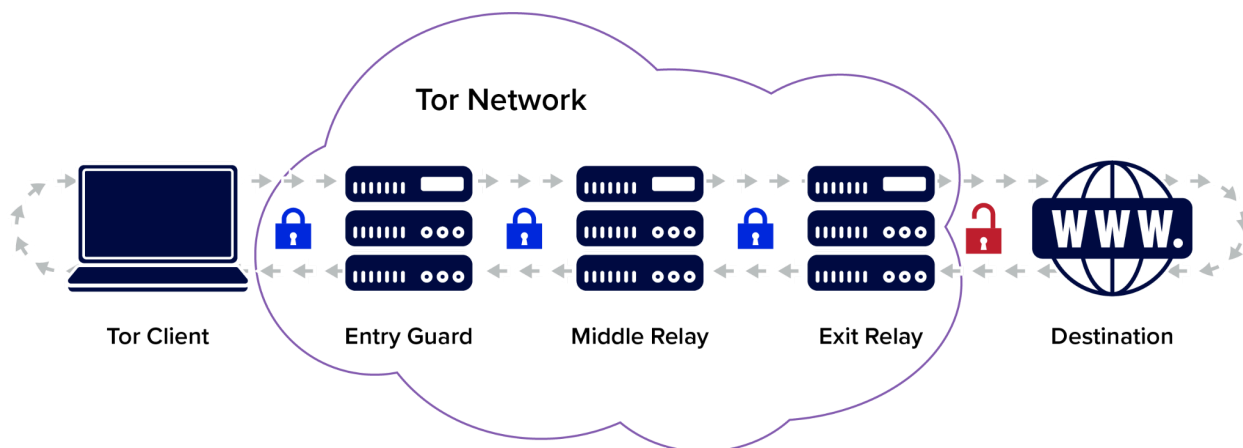 Tor Network
WWW.
Tor Client
Entry Guard
Middle Relay
Exit Relay
Destination